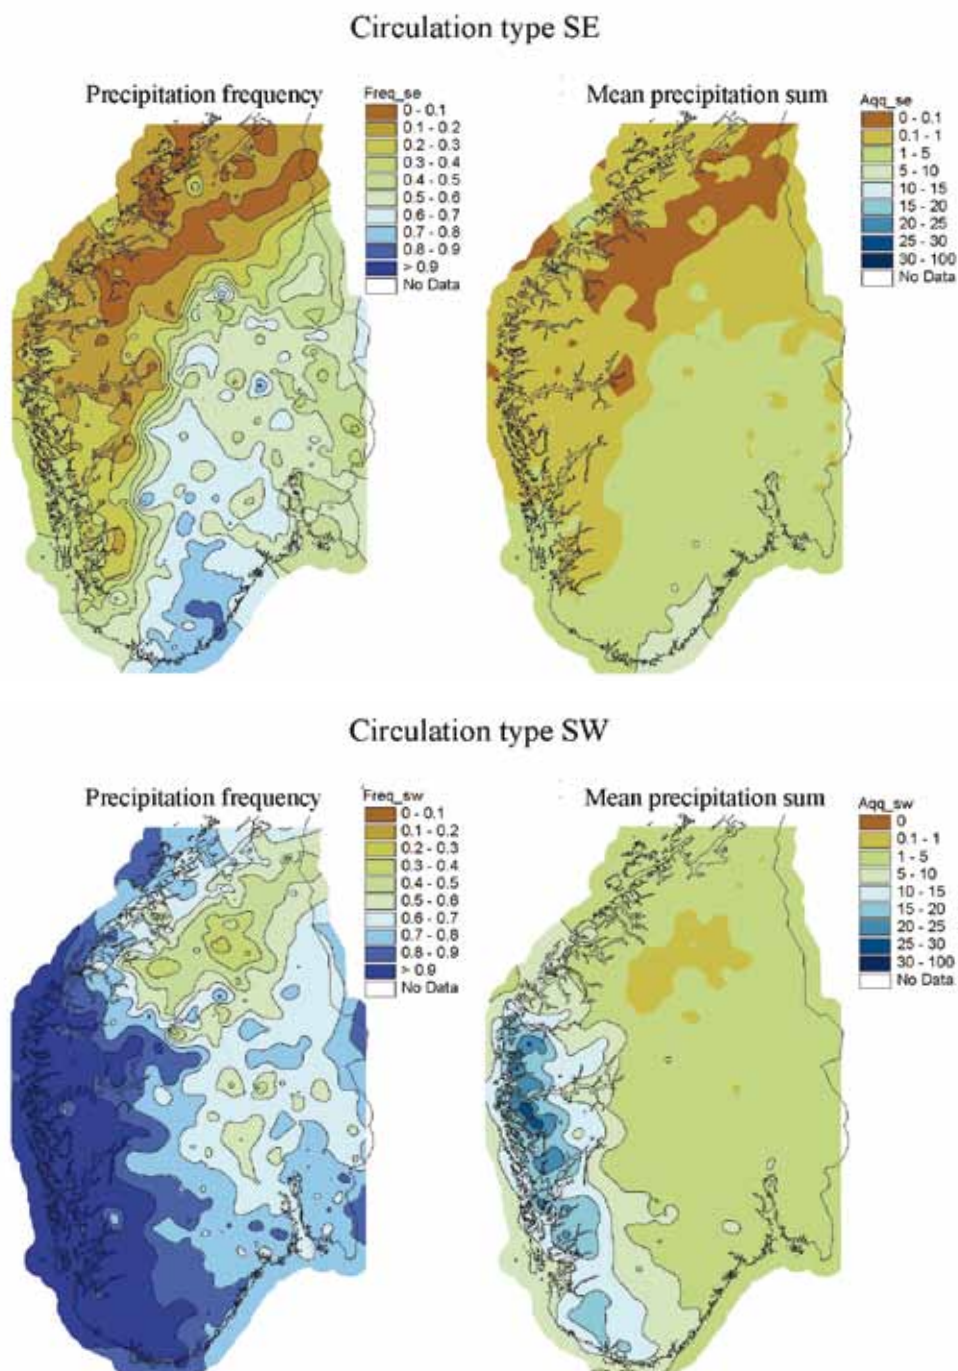 Circulation type SE
Precipitation frequency
Freq_se
0 - 0.1
0.1 - 0.2
0.2 - 0.3
0.3 - 0.4
0.4 - 0.5
0.5 - 0.6
0.6 - 0.7
0.7 - 0.8
0.8 - 0.9
> 0.9
No Data
Mean precipitation sum
Aqq_se
0 - 0.1
0.1 - 1
1 - 5
5 - 10
10 - 15
15 - 20
20 - 25
25 - 30
30 - 100
No Data
Circulation type SW
Precipitation frequency
Freq_sw
0 - 0.1
0.1 - 0.2
0.2 - 0.3
0.3 - 0.4
0.4 - 0.5
0.5 - 0.6
0.6 - 0.7
0.7 - 0.8
0.8 - 0.9
> 0.9
No Data
Mean precipitation sum
Aqq_sw
0
0.1 - 1
1 - 5
5 - 10
10 - 15
15 - 20
20 - 25
25 - 30
30 - 100
No Data